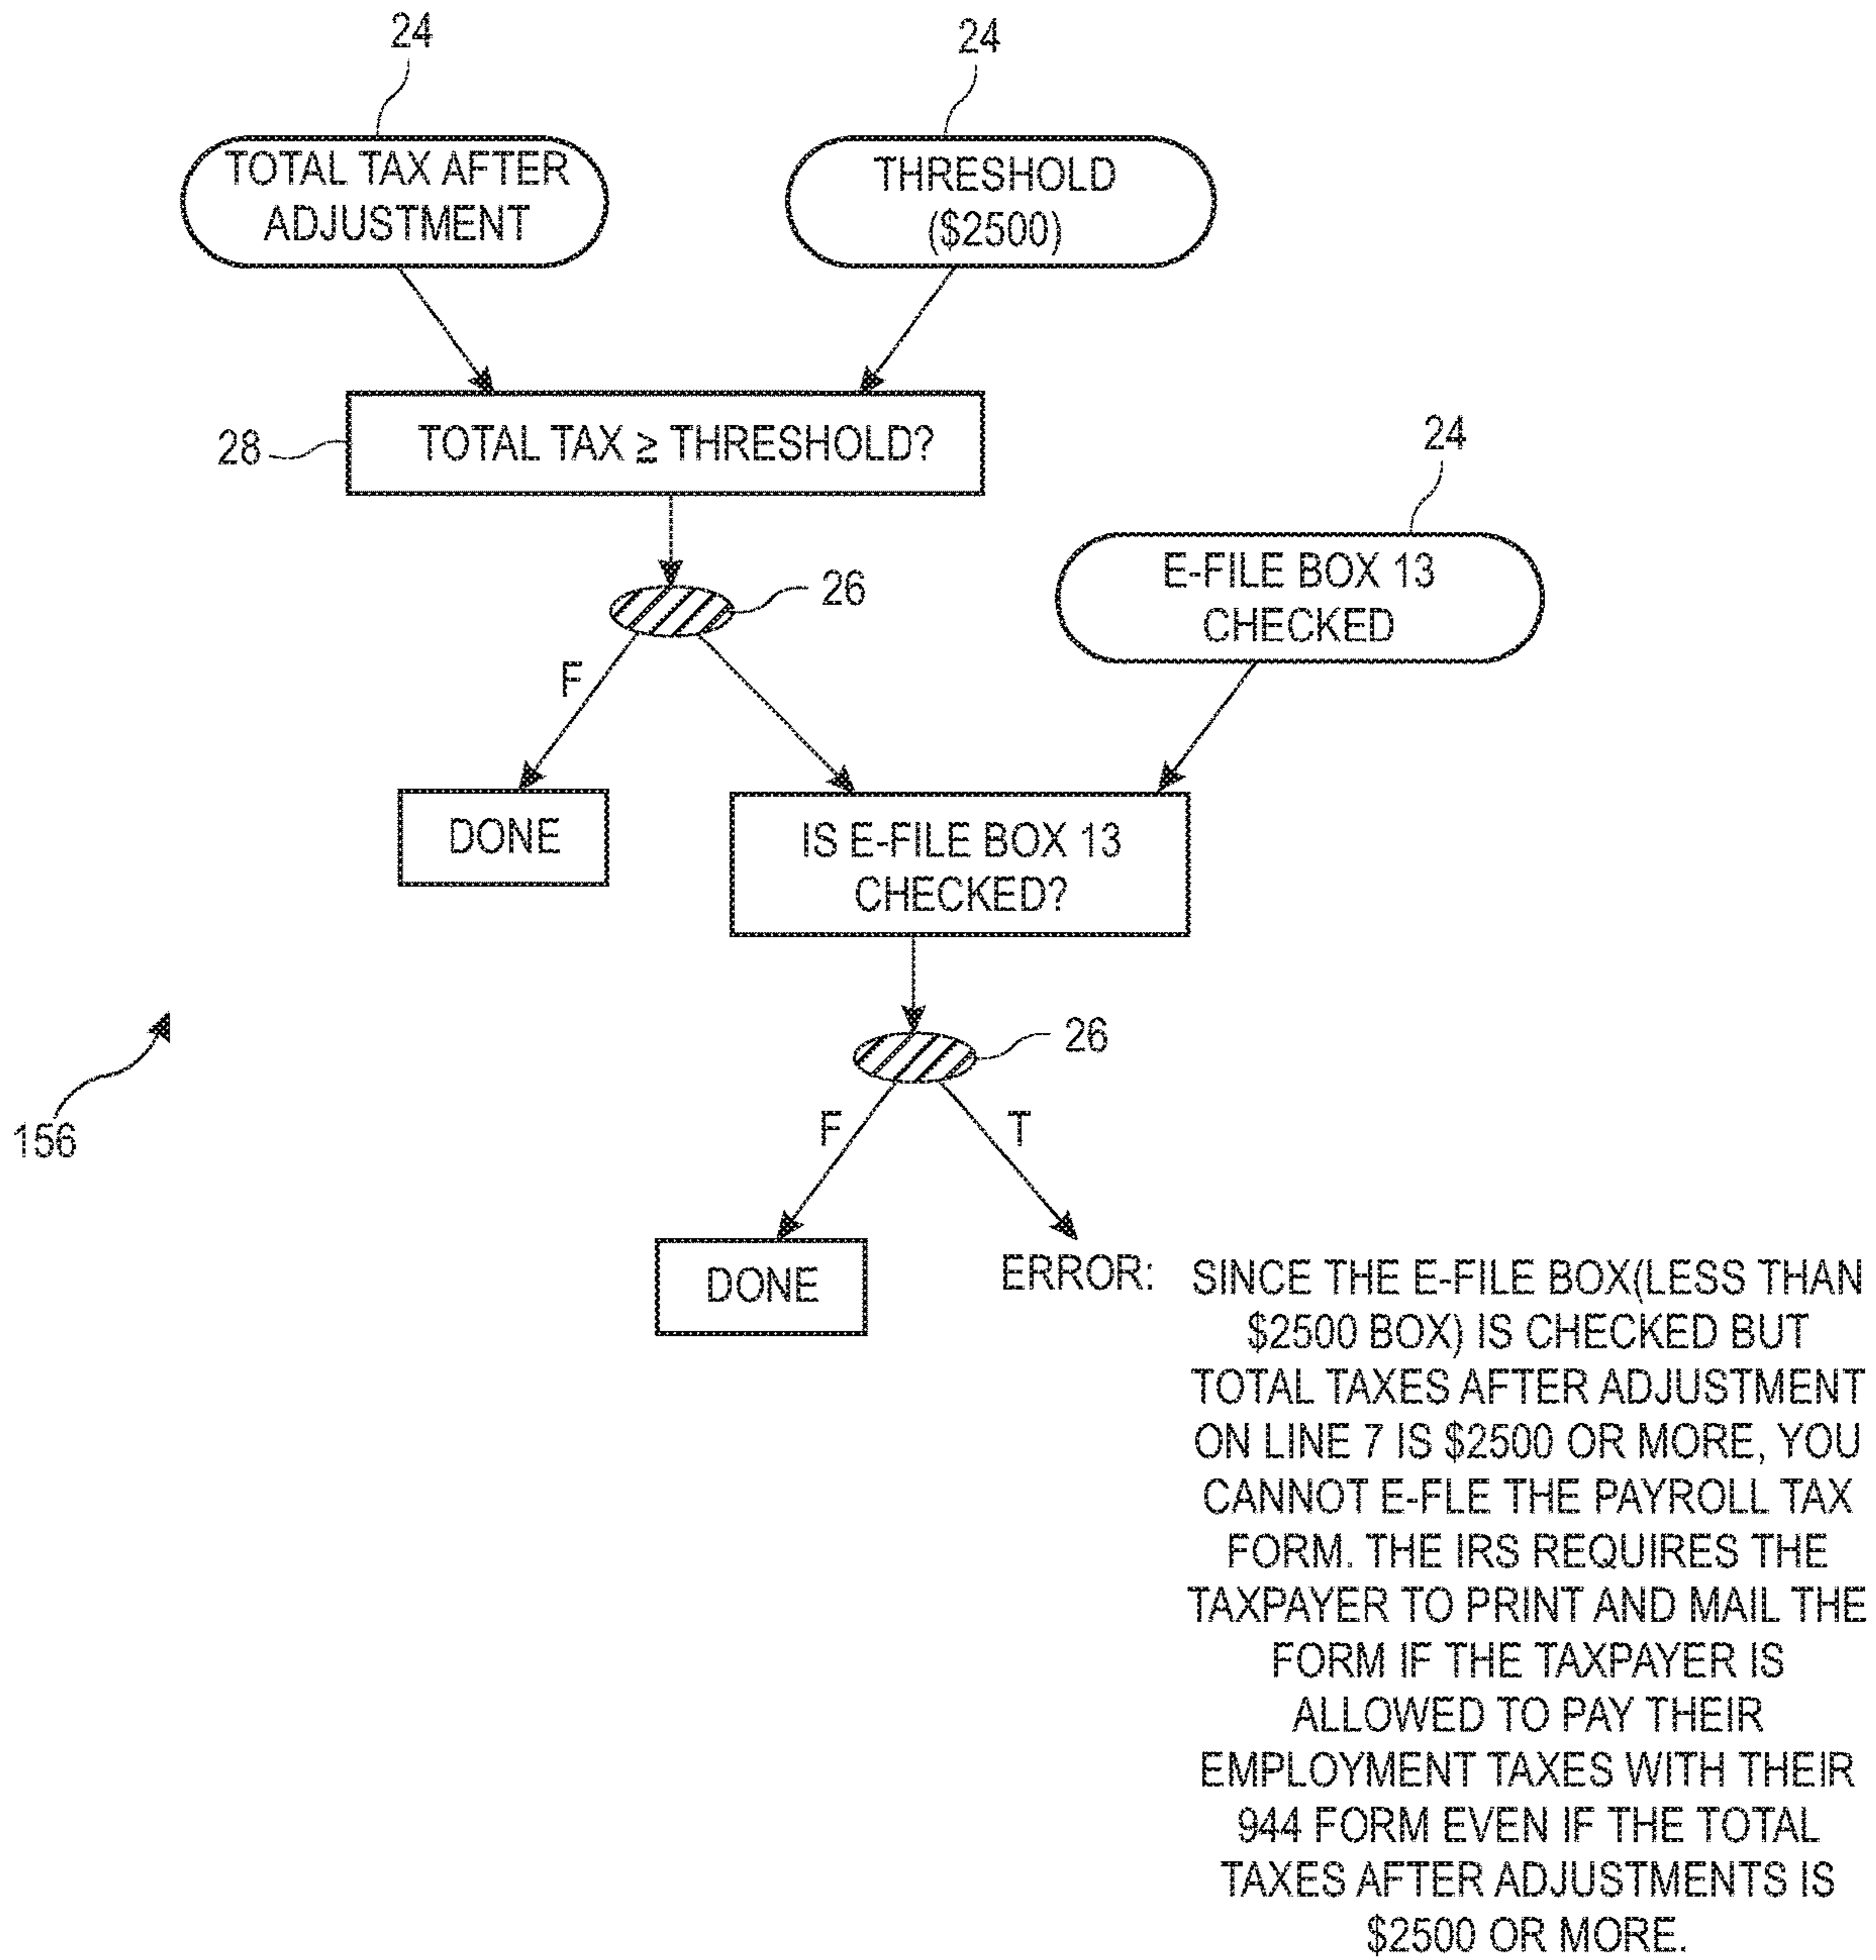 24
24
TOTAL TAX AFTER
ADJUSTMENT
THRESHOLD
($2500)
28
TOTAL TAX ≥ THRESHOLD?
24
26
E-FILE BOX 13
CHECKED
F
DONE
IS E-FILE BOX 13
CHECKED?
26
156
F
T
DONE
ERROR:
SINCE THE E-FILE BOX(LESS THAN
$2500 BOX) IS CHECKED BUT
TOTAL TAXES AFTER ADJUSTMENT
ON LINE 7 IS $2500 OR MORE, YOU
CANNOT E-FLE THE PAYROLL TAX
FORM. THE IRS REQUIRES THE
TAXPAYER TO PRINT AND MAIL THE
FORM IF THE TAXPAYER IS
ALLOWED TO PAY THEIR
EMPLOYMENT TAXES WITH THEIR
944 FORM EVEN IF THE TOTAL
TAXES AFTER ADJUSTMENTS IS
$2500 OR MORE.